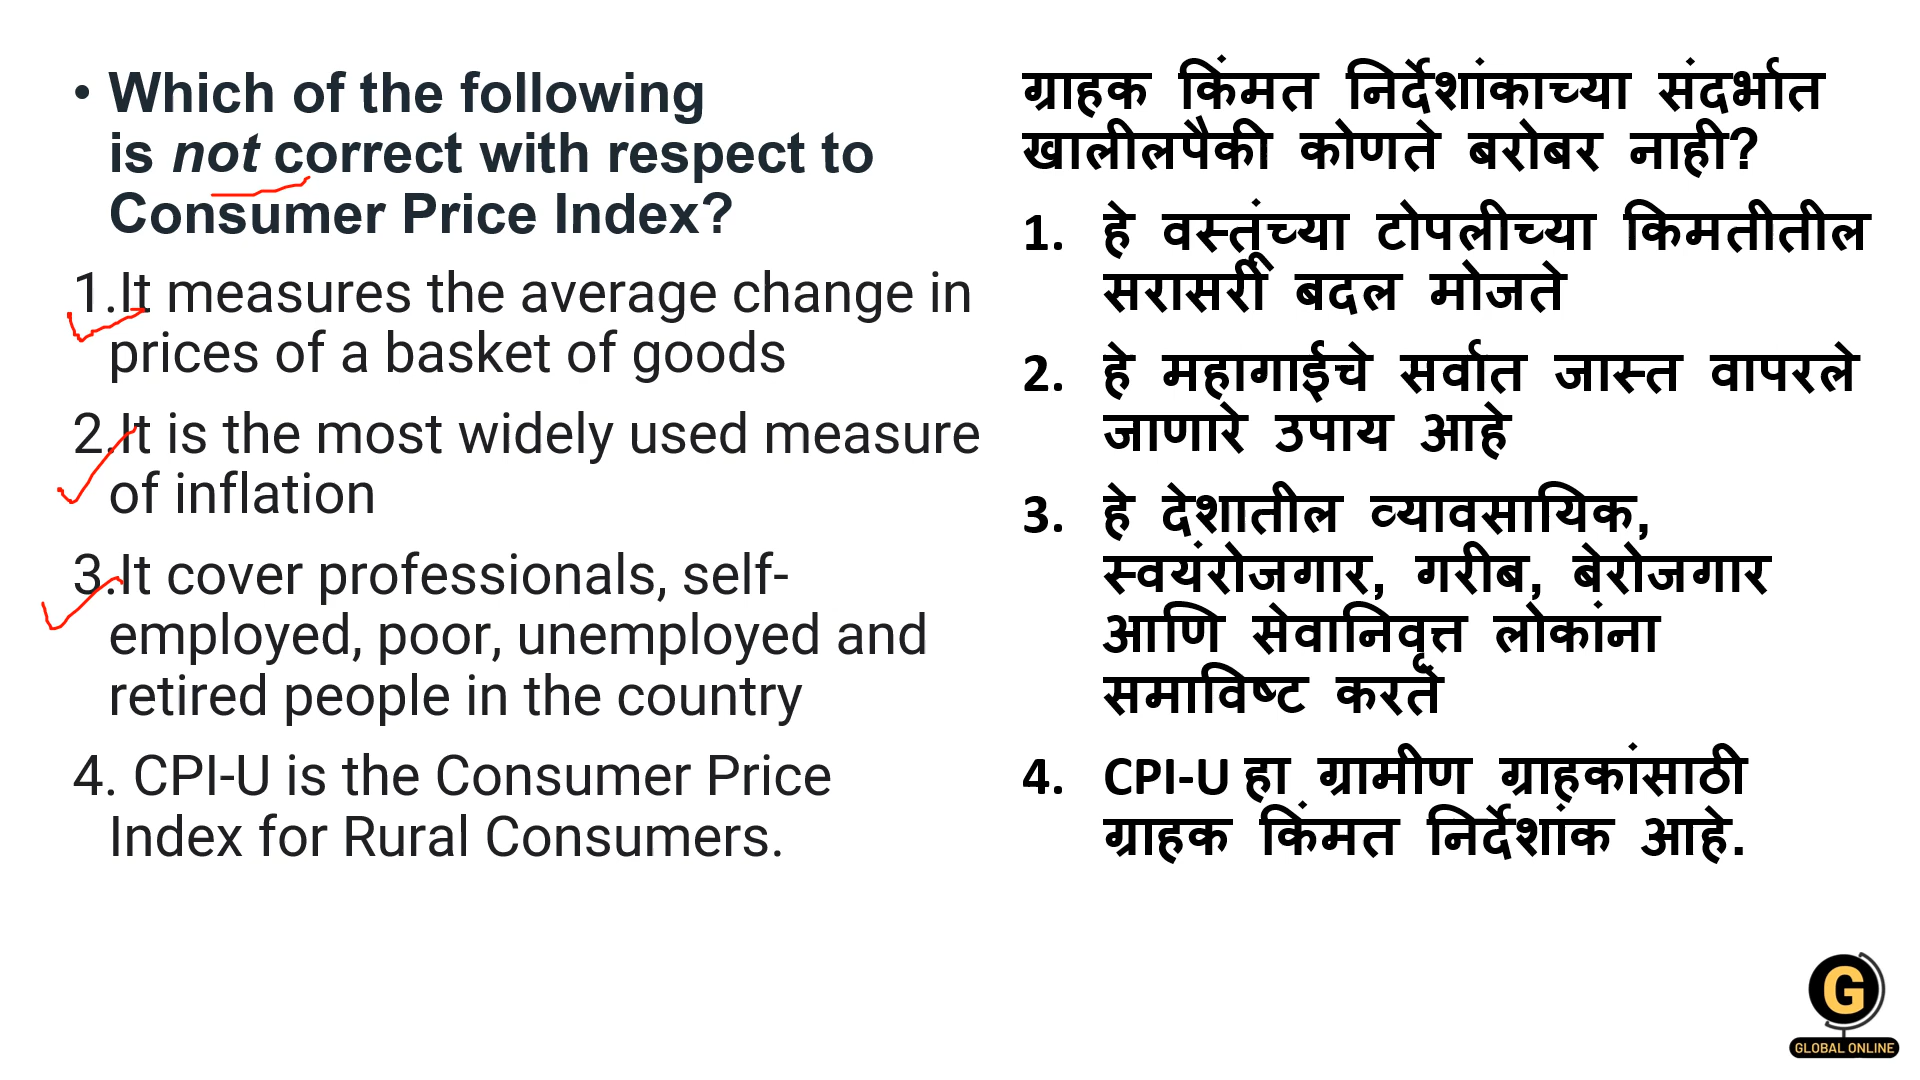 • Which of the following
is not correct with respect to
Consumer Price Index?
1.It measures the average change in
prices of a basket of goods
2.It is the most widely used measure
of inflation
3.It cover professionals, self-
employed, poor, unemployed and
retired people in the country
4. CPI-U is the Consumer Price
Index for Rural Consumers.
ग्राहक किंमत निर्देशांकाच्या संदर्भात
खालीलपैकी कोणते बरोबर नाही?
1. हे वस्तूंच्या टोपलीच्या किमतीतील
सरासरी बदल मोजते
2. हे महागाईचे सर्वात जास्त वापरले
जाणारे उपाय आहे
3. हे देशातील व्यावसायिक,
स्वयंरोजगार, गरीब, बेरोजगार
आणि सेवानिवृत्त लोकांना
समाविष्ट करते
4. CPI-U हा ग्रामीण ग्राहकांसाठी
ग्राहक किंमत निर्देशांक आहे.
G
GLOBAL ONLINE